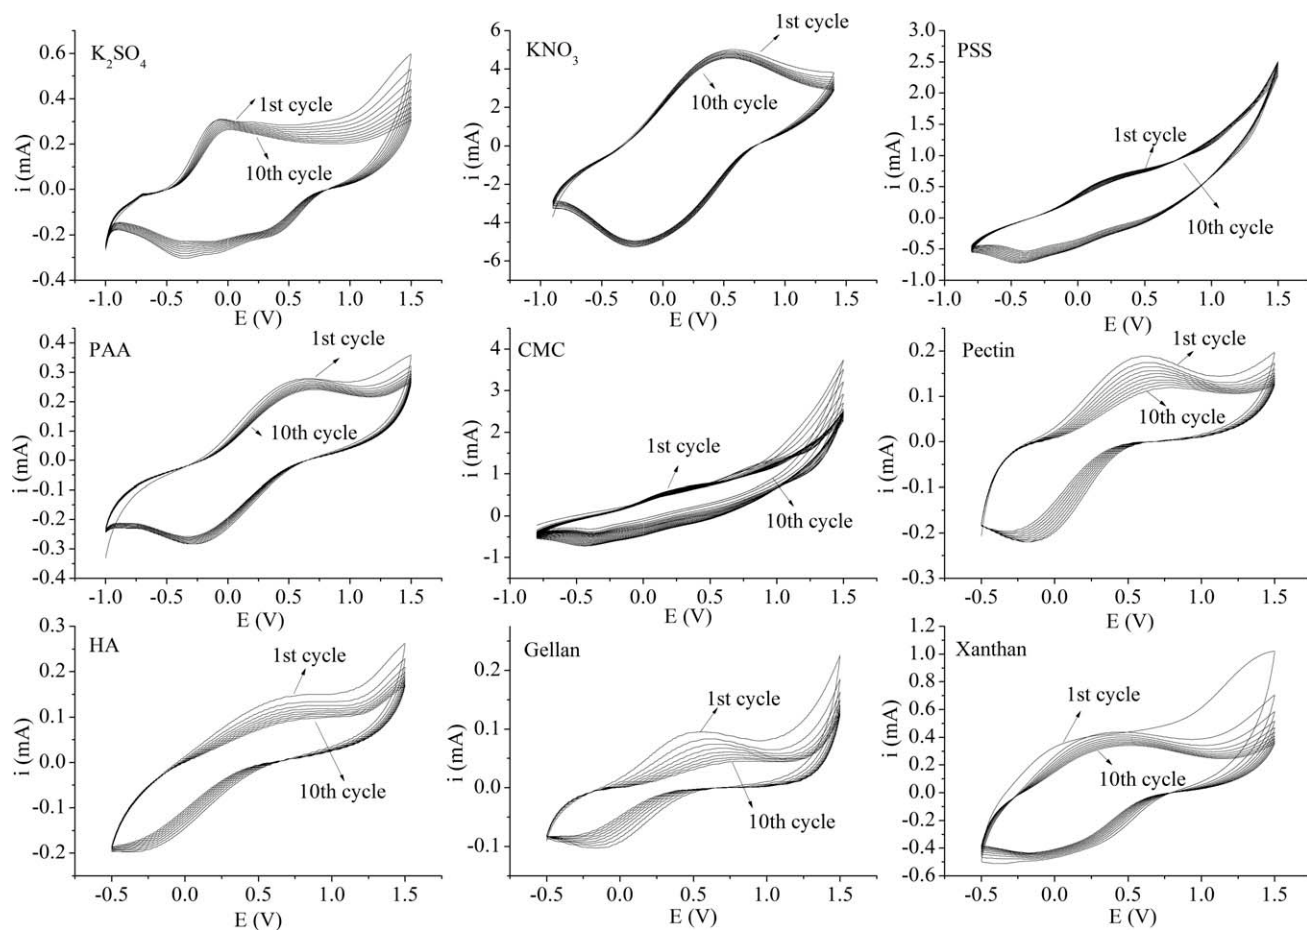 K₂SO₄
1st cycle
10th cycle
i (mA)
0.6
0.4
0.2
0.0
-0.2
-0.4
-1.0 -0.5 0.0 0.5 1.0 1.5
E (V)
KNO₃
1st cycle
10th cycle
i (mA)
6
4
2
0
-2
-4
-6
-1.0 -0.5 0.0 0.5 1.0 1.5
E (V)
PSS
1st cycle
10th cycle
i (mA)
3.0
2.5
2.0
1.5
1.0
0.5
0.0
-0.5
-1.0
-1.0 -0.5 0.0 0.5 1.0 1.5
E (V)
PAA
1st cycle
10th cycle
i (mA)
0.4
0.3
0.2
0.1
0.0
-0.1
-0.2
-0.3
-0.4
-1.0 -0.5 0.0 0.5 1.0 1.5
E (V)
CMC
1st cycle
10th cycle
i (mA)
4
3
2
1
0
-1
-1.0 -0.5 0.0 0.5 1.0 1.5
E (V)
Pectin
1st cycle
10th cycle
i (mA)
0.2
0.1
0.0
-0.1
-0.2
-0.3
-0.5 0.0 0.5 1.0 1.5
E (V)
HA
1st cycle
10th cycle
i (mA)
0.3
0.2
0.1
0.0
-0.1
-0.2
-0.5 0.0 0.5 1.0 1.5
E (V)
Gellan
1st cycle
10th cycle
i (mA)
0.2
0.1
0.0
-0.1
-0.5 0.0 0.5 1.0 1.5
E (V)
Xanthan
1st cycle
10th cycle
i (mA)
1.2
1.0
0.8
0.6
0.4
0.2
0.0
-0.2
-0.4
-0.6
-0.5 0.0 0.5 1.0 1.5
E (V)